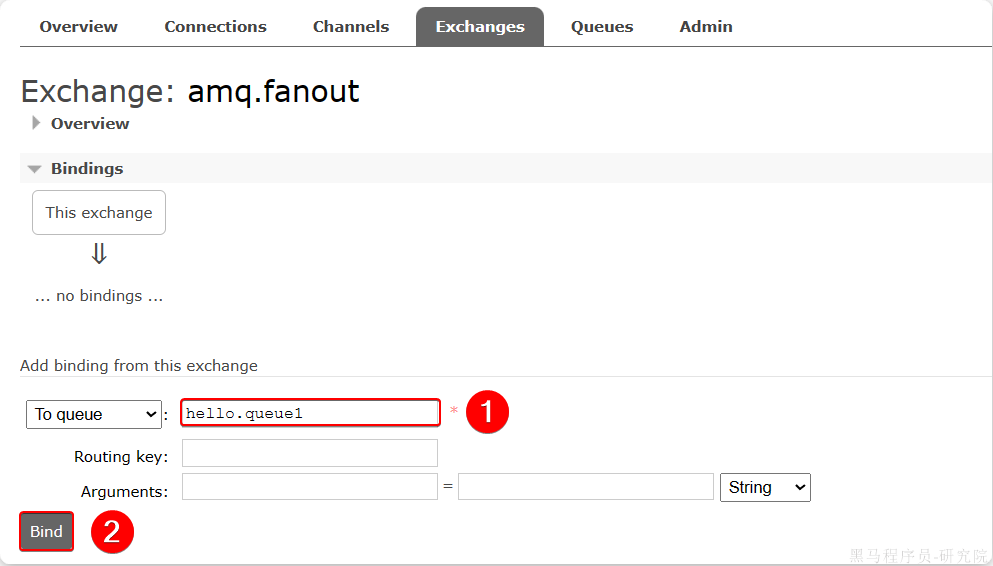 Overview Connections Channels Exchanges Queues Admin
Exchange: amq.fanout
Overview
Bindings
This exchange
⇓
... no bindings ...
Add binding from this exchange
To queue : hello.queue1 * 1
Routing key:
Arguments: = String
Bind 2
黑马程序员-研究院